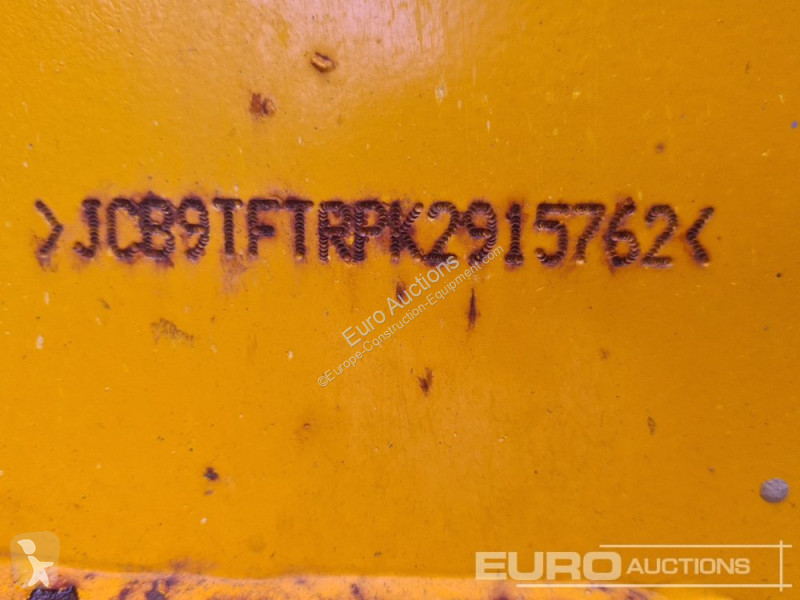 >JCB9TFTRPK2915762<
Euro Auctions
©Europe-Construction-Equipment.com
EURO AUCTIONS